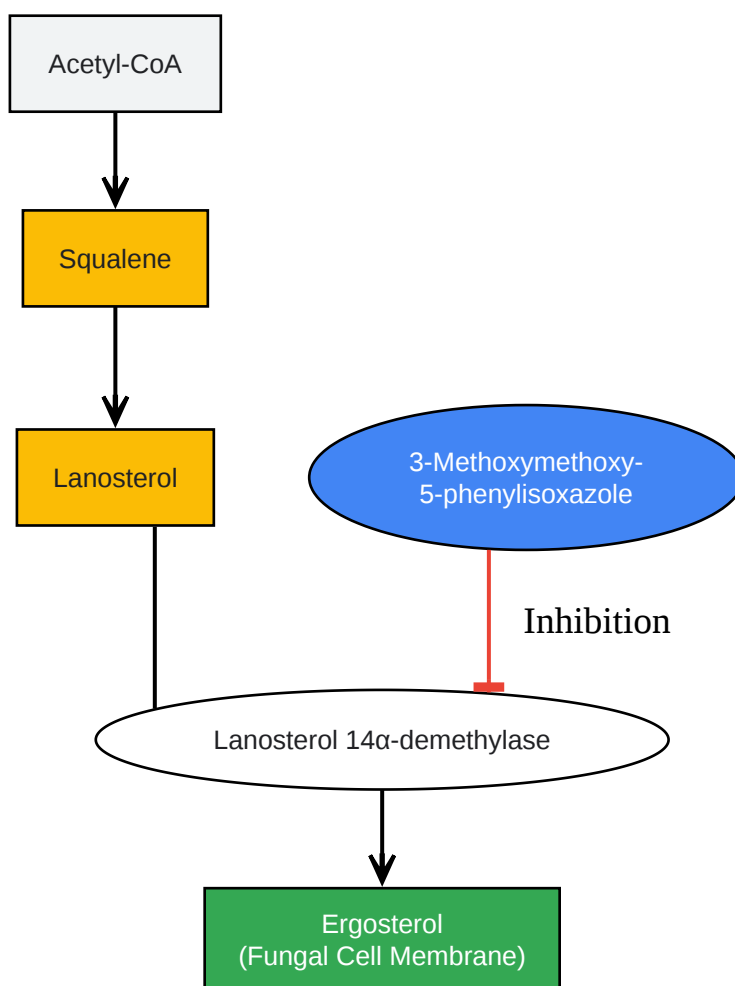 Acetyl-CoA
Squalene
Lanosterol
3-Methoxymethoxy-
5-phenylisoxazole
Inhibition
Lanosterol 14α-demethylase
Ergosterol
(Fungal Cell Membrane)